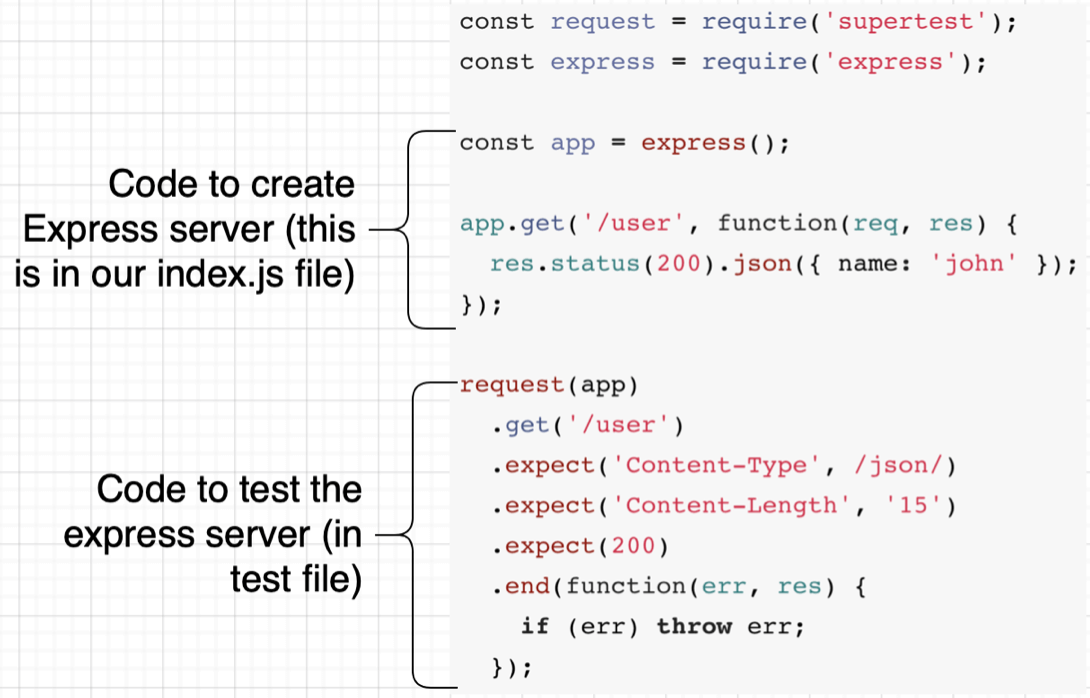 const request = require('supertest');
const express = require('express');
Code to create
Express server (this
is in our index.js file)
const app = express();
app.get('/user', function(req, res) {
res.status(200).json({ name: 'john' });
});
Code to test the
express server (in
test file)
request(app)
.get('/user')
.expect('Content-Type', /json/)
.expect('Content-Length', '15')
.expect(200)
.end(function(err, res) {
if (err) throw err;
});